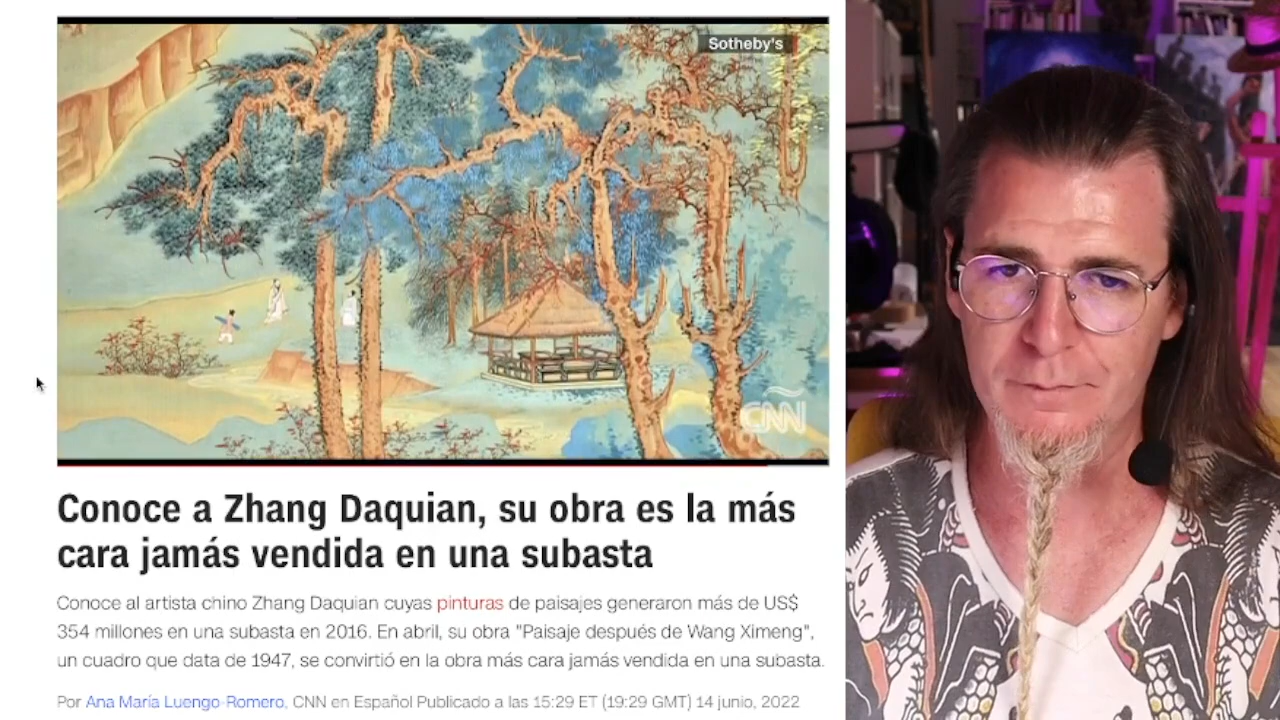 Sotheby's
CNN
Conoce a Zhang Daquian, su obra es la más
cara jamás vendida en una subasta
Conoce al artista chino Zhang Daquian cuyas pinturas de paisajes generaron más de US$
354 millones en una subasta en 2016. En abril, su obra "Paisaje después de Wang Ximeng",
un cuadro que data de 1947, se convirtió en la obra más cara jamás vendida en una subasta.
Por Ana María Luengo-Romero, CNN en Español Publicado a las 15:29 ET (19:29 GMT) 14 junio, 2022